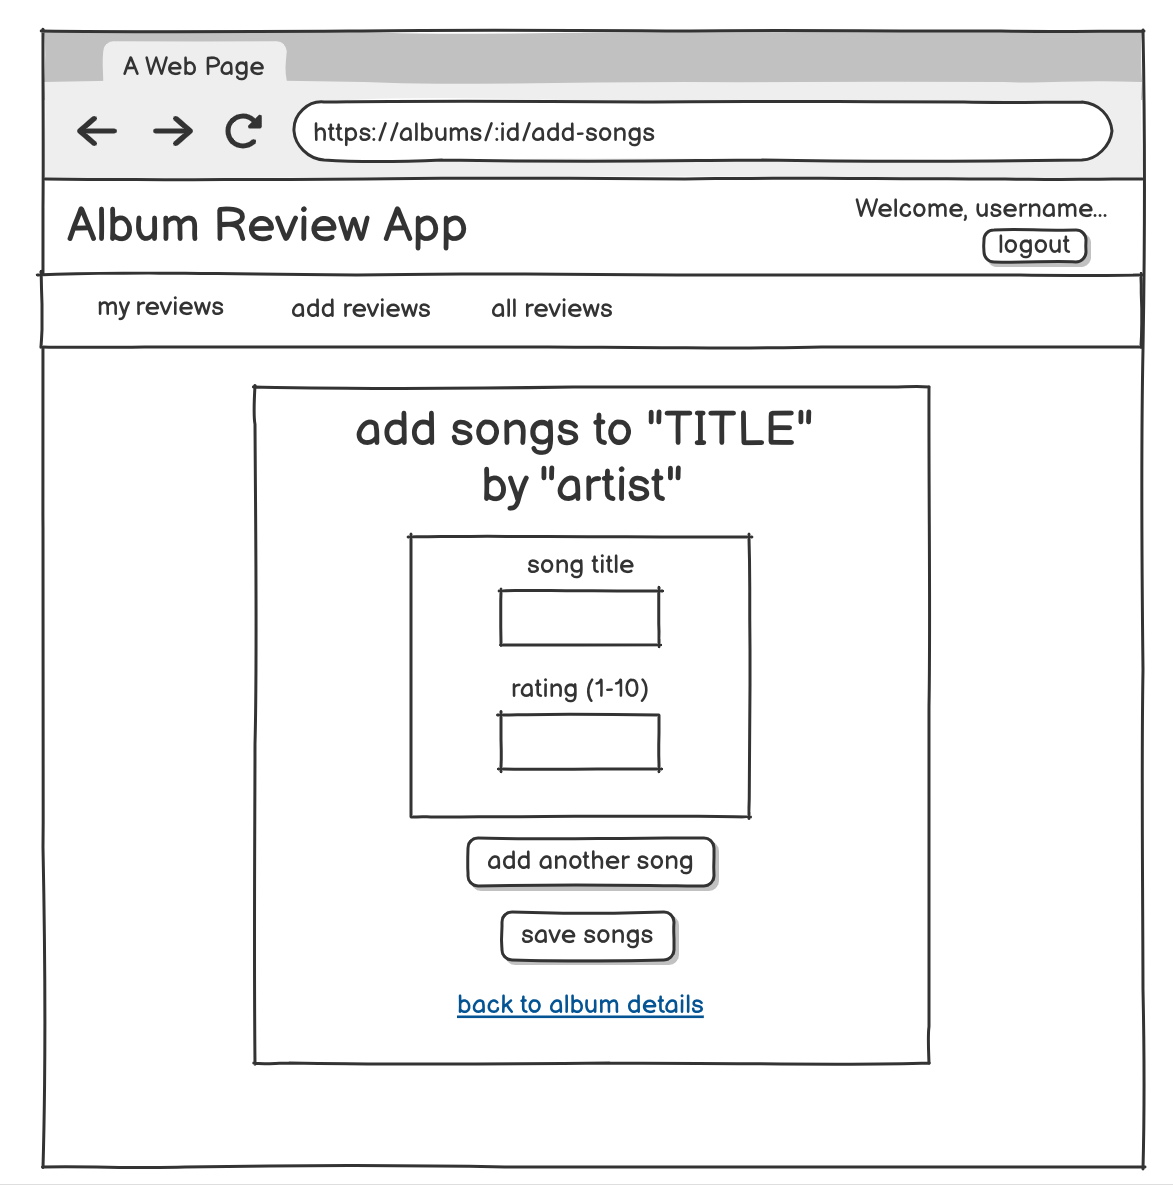 A Web Page
https://albums/:id/add-songs
Album Review App
Welcome, username...
logout
my reviews
add reviews
all reviews
add songs to "TITLE"
by "artist"
song title
rating (1-10)
add another song
save songs
back to album details